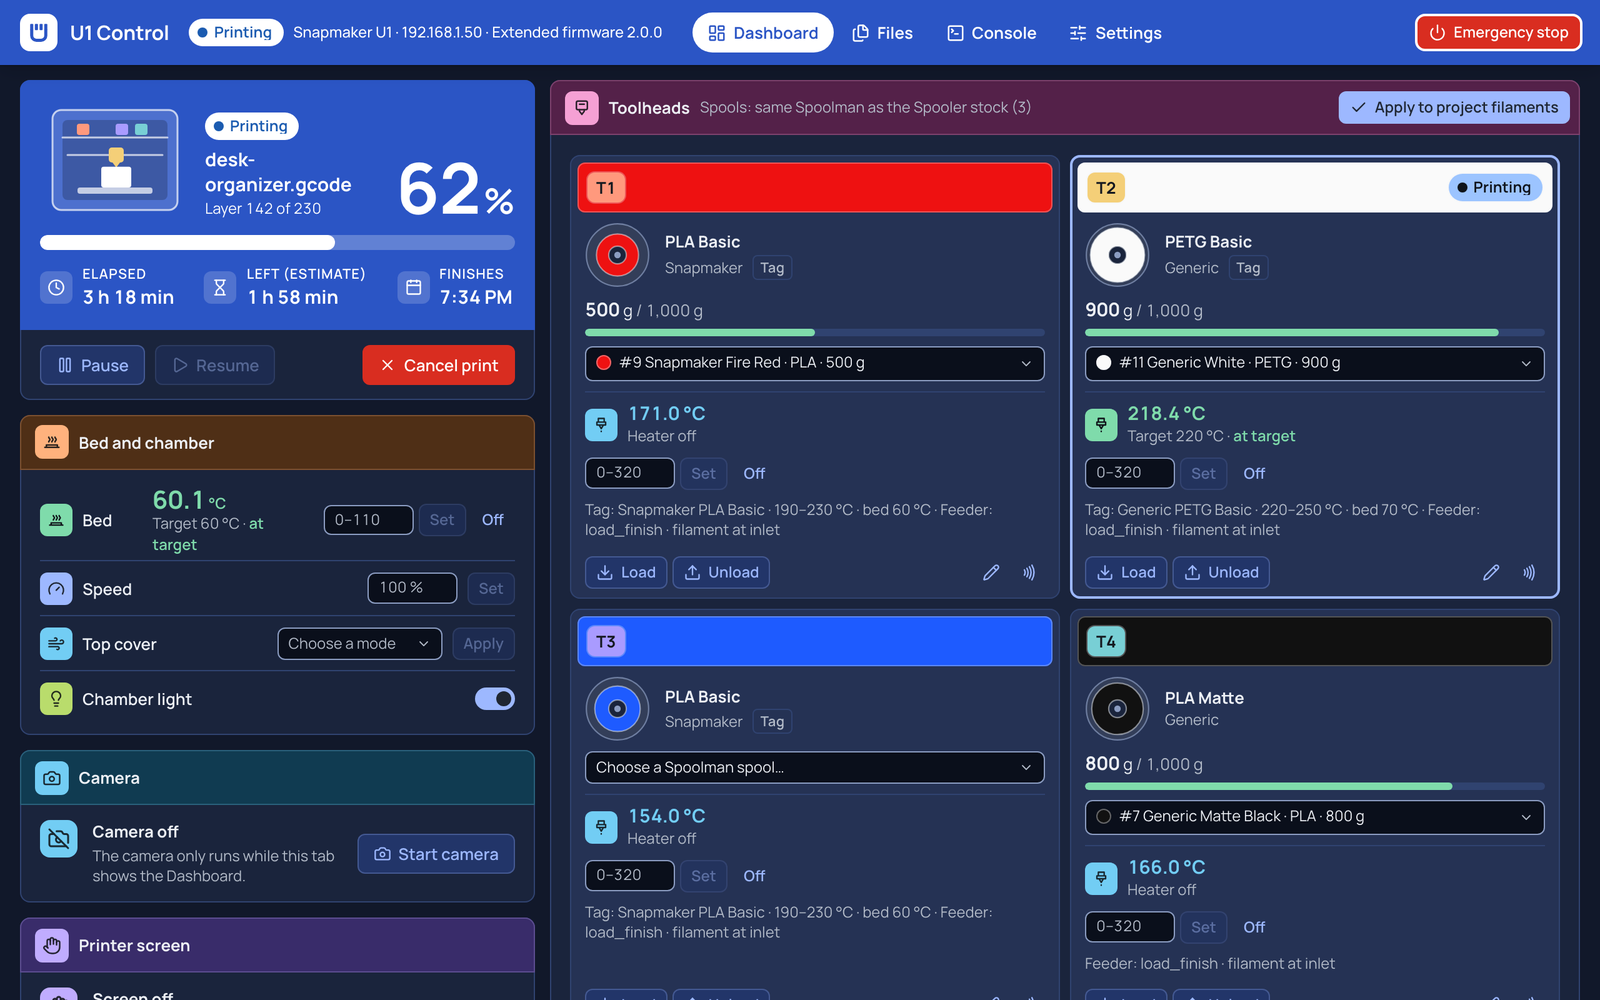 U1 Control
Printing
Snapmaker U1 · 192.168.1.50 · Extended firmware 2.0.0
Dashboard
Files
Console
Settings
Emergency stop
Printing
desk-
organizer.gcode
Layer 142 of 230
62%
ELAPSED
3 h 18 min
LEFT (ESTIMATE)
1 h 58 min
FINISHES
7:34 PM
Pause
Resume
Cancel print
Bed and chamber
Bed
60.1 °C
Target 60 °C · at
target
0–110
Set
Off
Speed
100 %
Set
Top cover
Choose a mode
Apply
Chamber light
Camera
Camera off
The camera only runs while this tab
shows the Dashboard.
Start camera
Printer screen
Screen off
Toolheads
Spools: same Spoolman as the Spooler stock (3)
Apply to project filaments
T1
PLA Basic
Snapmaker
Tag
500 g / 1,000 g
#9 Snapmaker Fire Red · PLA · 500 g
171.0 °C
Heater off
0–320
Set
Off
Tag: Snapmaker PLA Basic · 190–230 °C · bed 60 °C · Feeder:
load_finish · filament at inlet
Load
Unload
T2
Printing
PETG Basic
Generic
Tag
900 g / 1,000 g
#11 Generic White · PETG · 900 g
218.4 °C
Target 220 °C · at target
0–320
Set
Off
Tag: Generic PETG Basic · 220–250 °C · bed 70 °C · Feeder:
load_finish · filament at inlet
Load
Unload
T3
PLA Basic
Snapmaker
Tag
Choose a Spoolman spool...
154.0 °C
Heater off
0–320
Set
Off
Tag: Snapmaker PLA Basic · 190–230 °C · bed 60 °C · Feeder:
load_finish · filament at inlet
T4
PLA Matte
Generic
800 g / 1,000 g
#7 Generic Matte Black · PLA · 800 g
166.0 °C
Heater off
0–320
Set
Off
Feeder: load_finish · filament at inlet